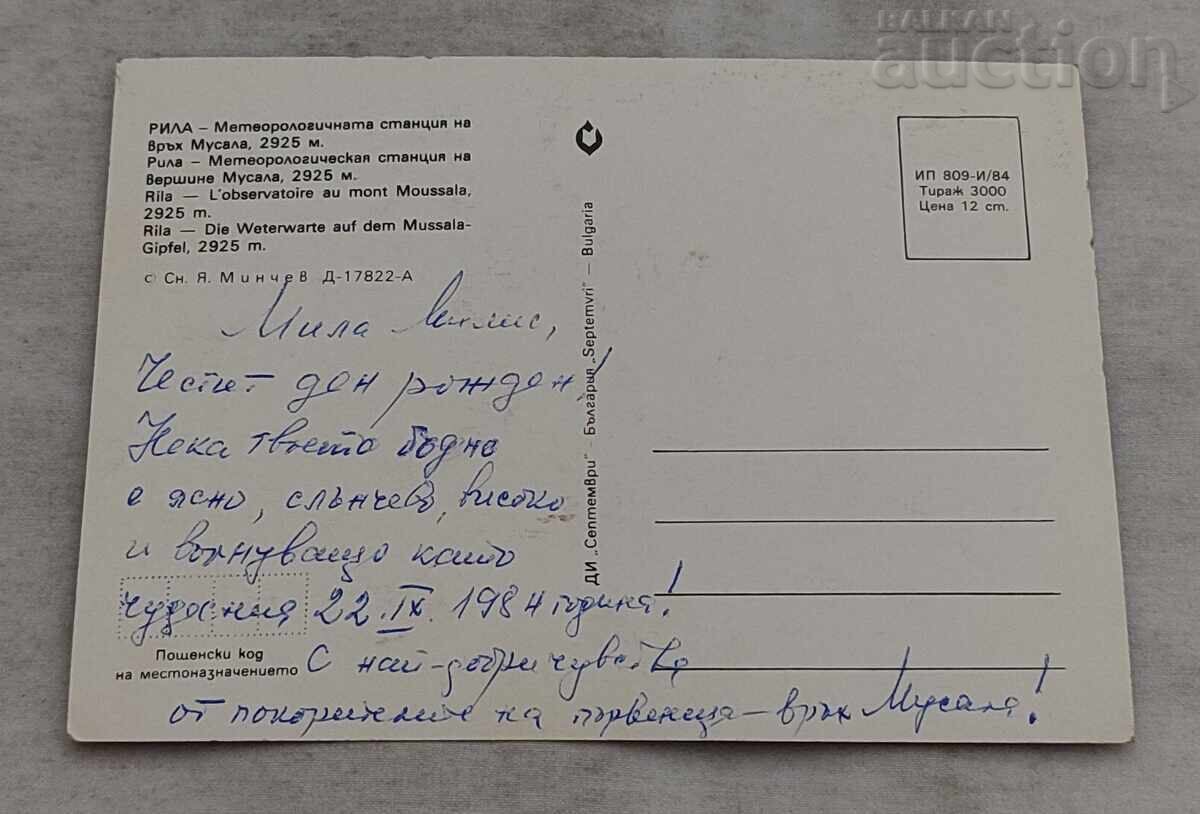 BALKAN
auction
РИЛА – Метеорологичната станция на
връх Мусала, 2925 м.
Рила – Метеорологическая станция на
вершине Мусала, 2925 м.
Rila — L'observatoire au mont Moussala,
2925 m.
Rila — Die Weterwarte auf dem Mussala-
Gipfel, 2925 m.
© Сн. Я. Минчев Д-17822-А
Мила
Честит ден рожден!
Нека твоето бъдно
е ясно, слънчево, високо
и вълнуващо като
чудесния 22.IX.1984 година!
Пощенски код
на местоназначението
С най-добри чувства
от покорителите на първенеца – връх Мусала!
ДИ „Септември" – България „Septemvri" – Bulgaria
ИП 809-И/84
Тираж 3000
Цена 12 ст.